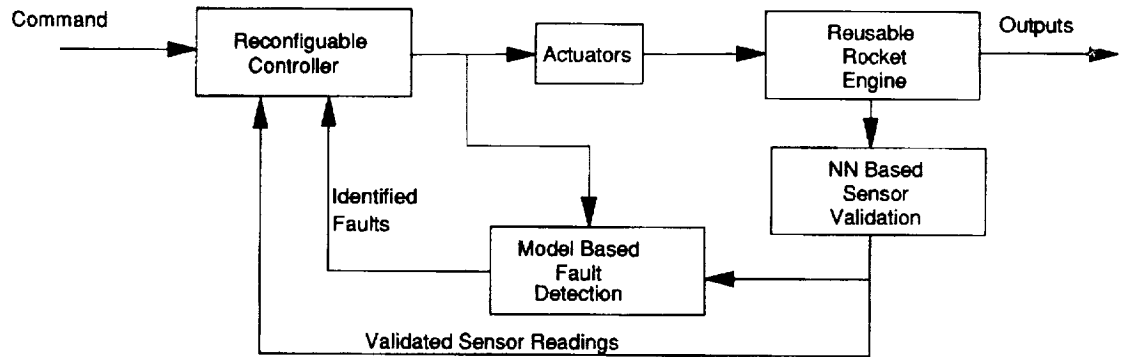 Command
Reconfiguable
Controller
Actuators
Reusable
Rocket
Engine
Outputs
NN Based
Sensor
Validation
Identified
Faults
Model Based
Fault
Detection
Validated Sensor Readings